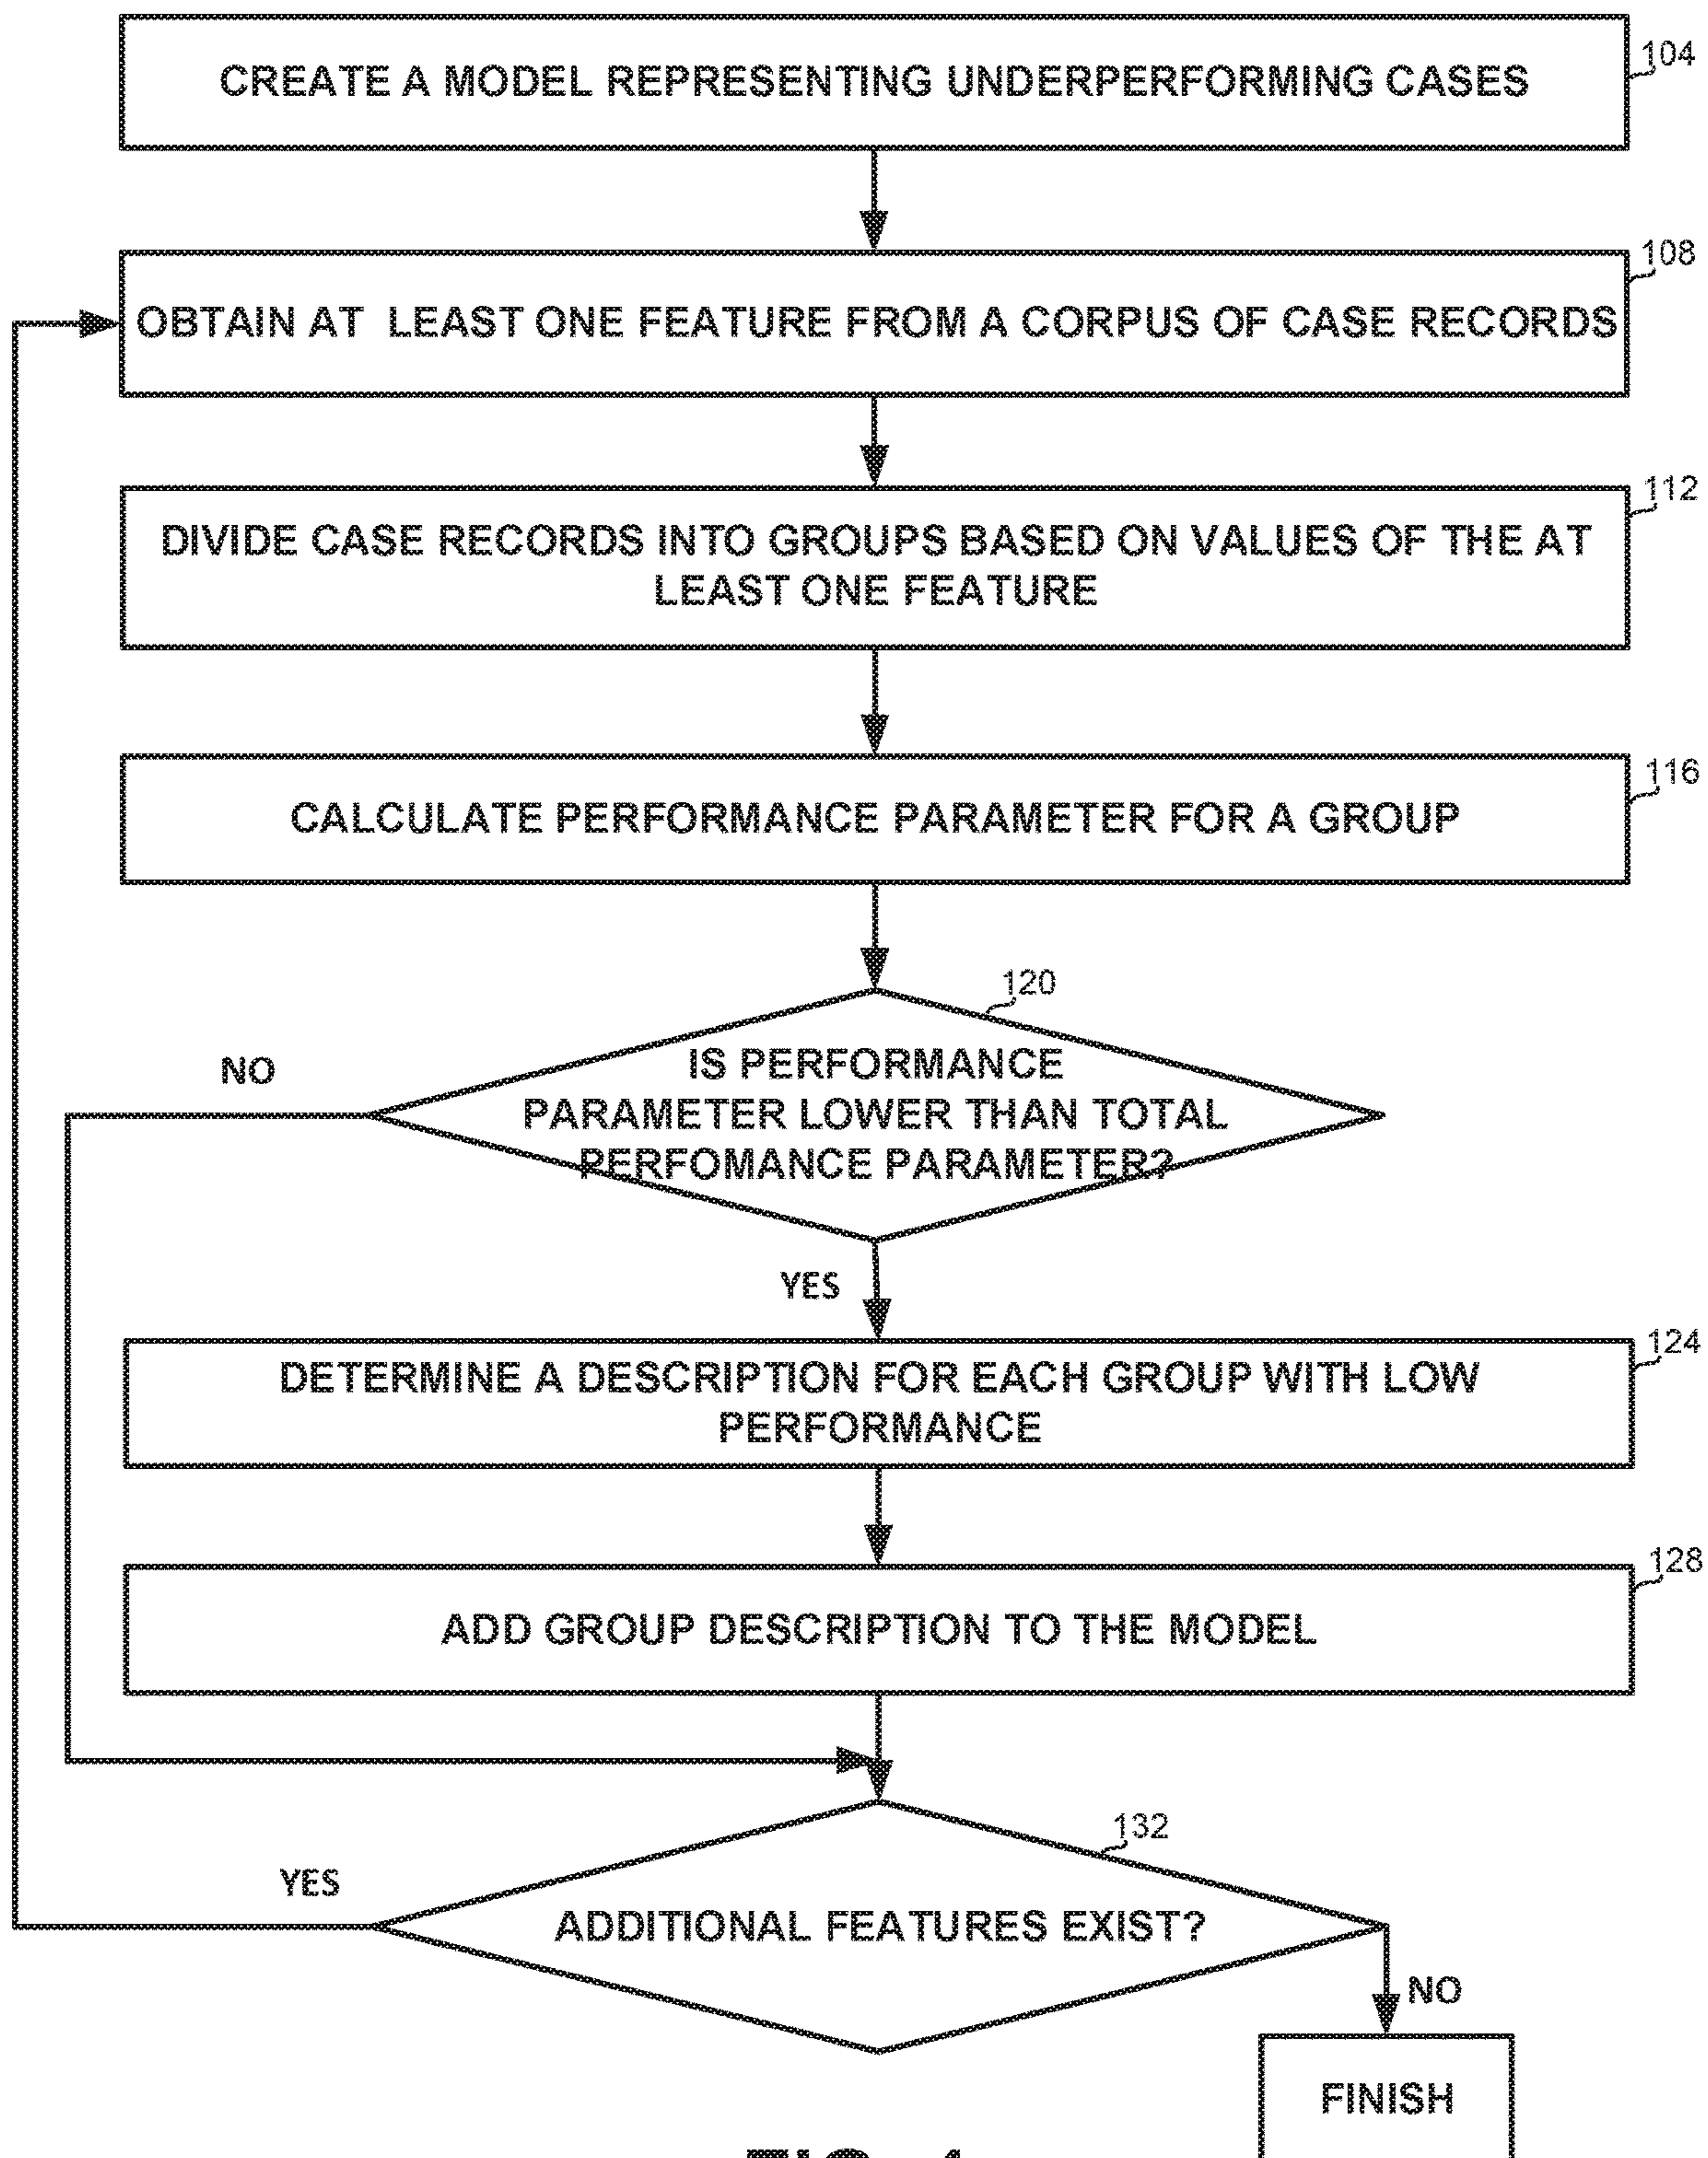 CREATE A MODEL REPRESENTING UNDERPERFORMING CASES
104
OBTAIN AT LEAST ONE FEATURE FROM A CORPUS OF CASE RECORDS
108
DIVIDE CASE RECORDS INTO GROUPS BASED ON VALUES OF THE AT
LEAST ONE FEATURE
112
CALCULATE PERFORMANCE PARAMETER FOR A GROUP
116
120
IS PERFORMANCE
PARAMETER LOWER THAN TOTAL
PERFOMANCE PARAMETER?
NO
YES
DETERMINE A DESCRIPTION FOR EACH GROUP WITH LOW
PERFORMANCE
124
ADD GROUP DESCRIPTION TO THE MODEL
128
132
YES
ADDITIONAL FEATURES EXIST?
NO
FINISH